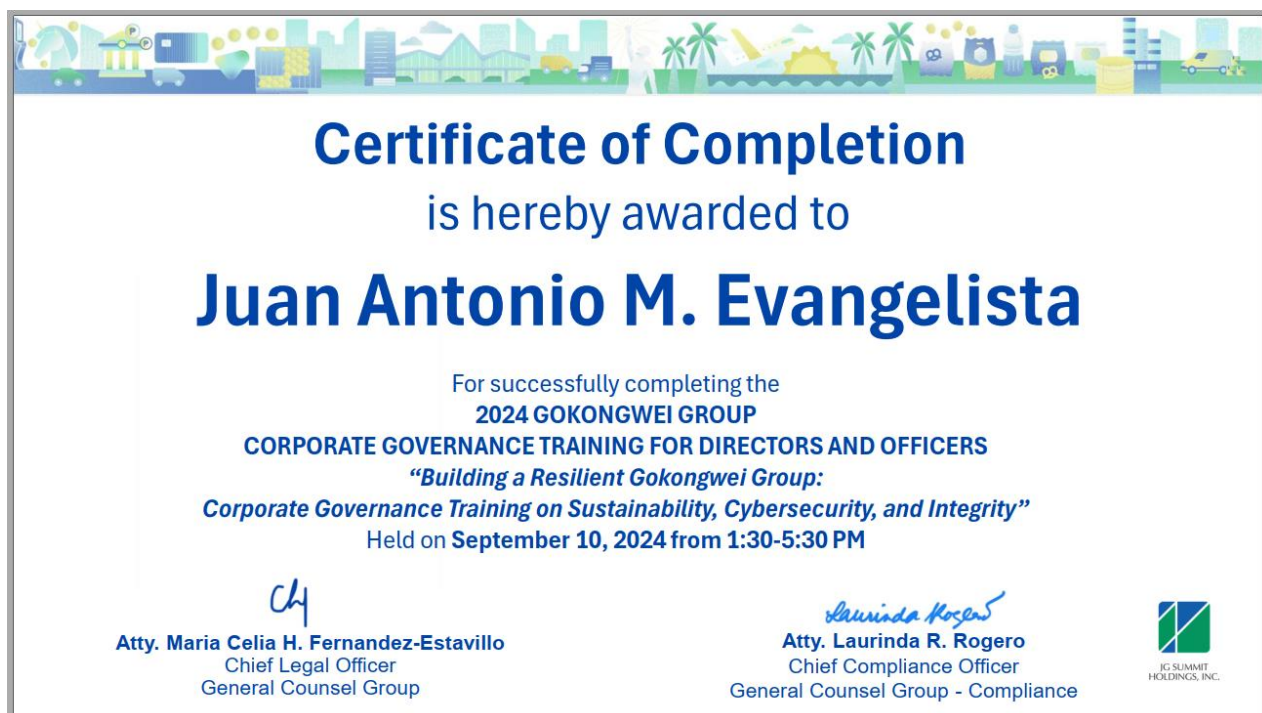 Certificate of Completion
is hereby awarded to
Juan Antonio M. Evangelista
For successfully completing the
2024 GOKONGWEI GROUP
CORPORATE GOVERNANCE TRAINING FOR DIRECTORS AND OFFICERS
“Building a Resilient Gokongwei Group:
Corporate Governance Training on Sustainability, Cybersecurity, and Integrity”
Held on September 10, 2024 from 1:30-5:30 PM
Atty. Maria Celia H. Fernandez-Estavillo
Chief Legal Officer
General Counsel Group
Laurinda Rogero
Atty. Laurinda R. Rogero
Chief Compliance Officer
General Counsel Group - Compliance
JG SUMMIT
HOLDINGS, INC.